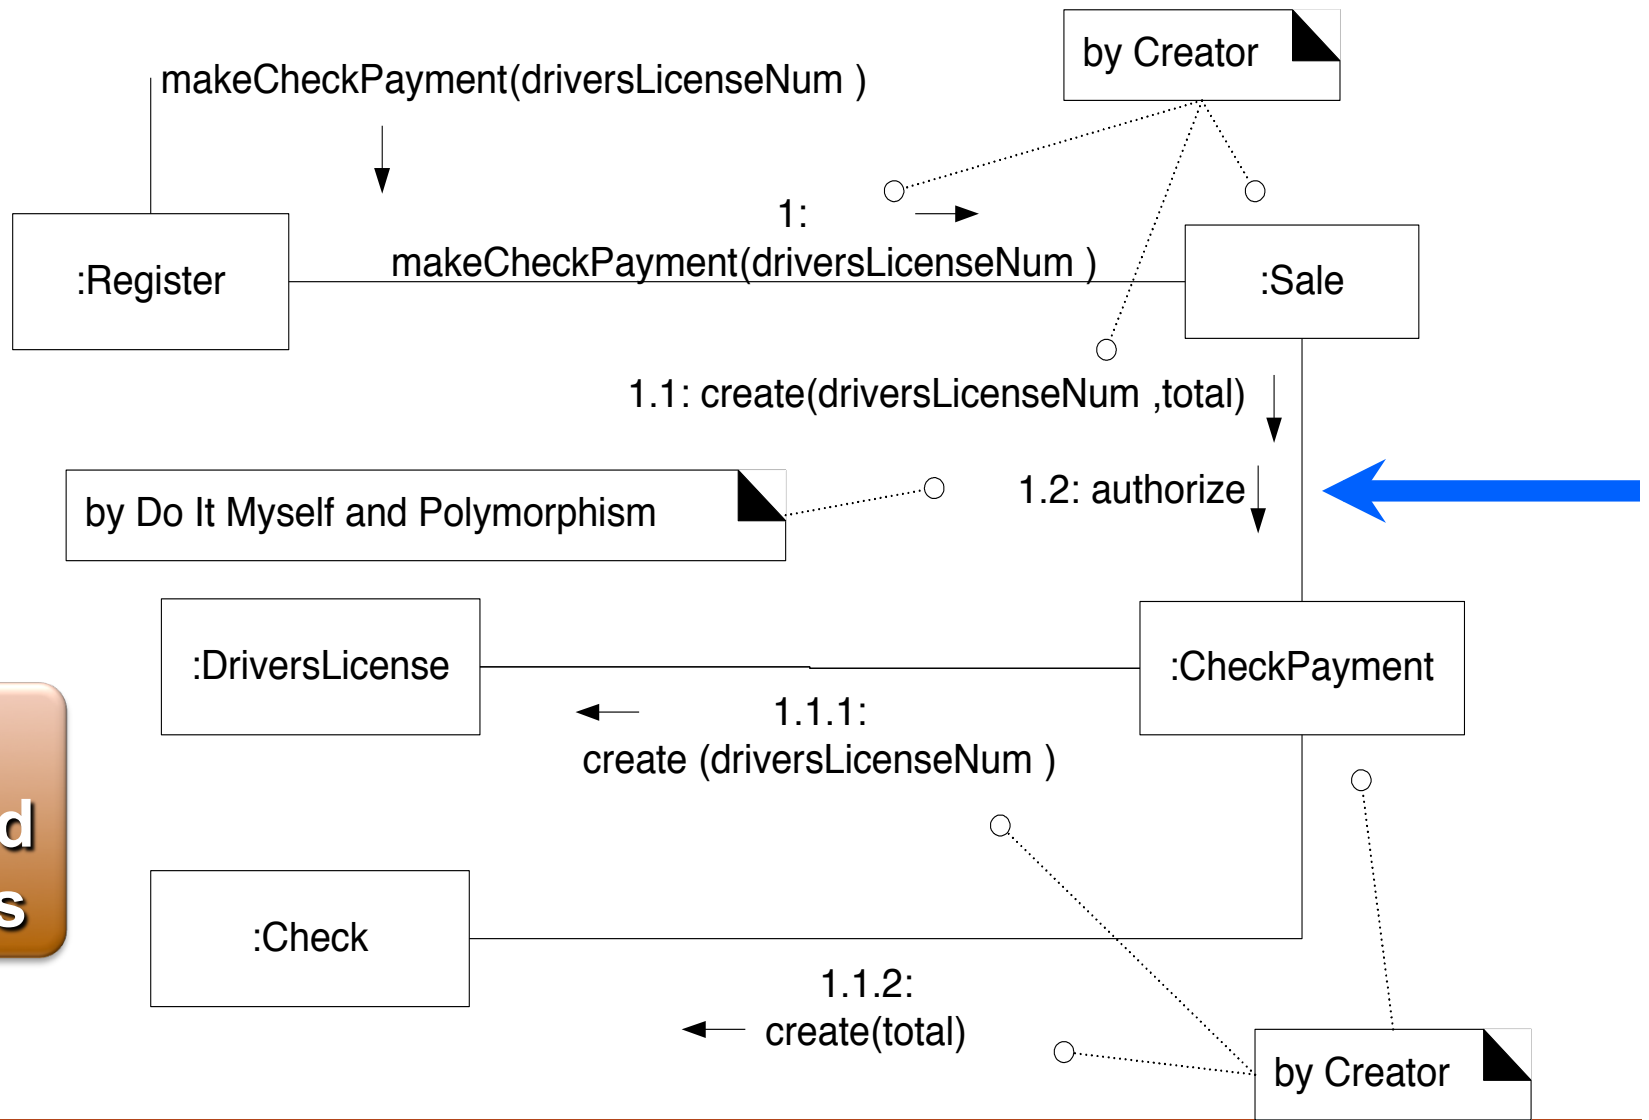 by Creator
makeCheckPayment(driversLicenseNum )
1:
makeCheckPayment(driversLicenseNum )
:Register
:Sale
1.1: create(driversLicenseNum ,total)
1.2: authorize
by Do It Myself and Polymorphism
:DriversLicense
:CheckPayment
1.1.1:
create (driversLicenseNum )
d
s
:Check
1.1.2:
create(total)
by Creator